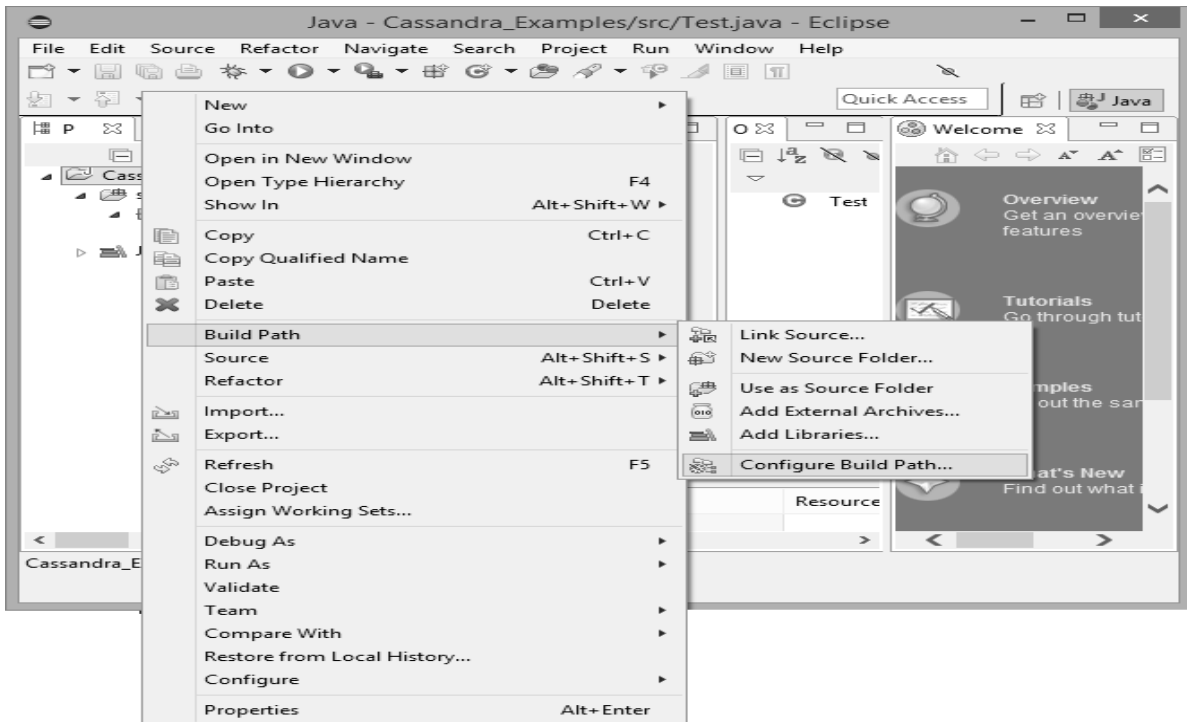 Java - Cassandra_Examples/src/Test.java - Eclipse
File Edit Source Refactor Navigate Search Project Run Window Help
Quick Access
Java
P
O
Welcome
New
Go Into
Open in New Window
Open Type Hierarchy F4
Show In Alt+Shift+W
Copy Ctrl+C
Copy Qualified Name
Paste Ctrl+V
Delete Delete
Build Path
Source Alt+Shift+S
Refactor Alt+Shift+T
Import...
Export...
Refresh F5
Close Project
Assign Working Sets...
Debug As
Run As
Validate
Team
Compare With
Restore from Local History...
Configure
Properties Alt+Enter
Link Source...
New Source Folder...
Use as Source Folder
Add External Archives...
Add Libraries...
Configure Build Path...
Cass
s
J
Test
Overview
Get an overvie
features
Tutorials
Go through tut
mples
out the sar
at's New
Find out what i
Resource
Cassandra_E